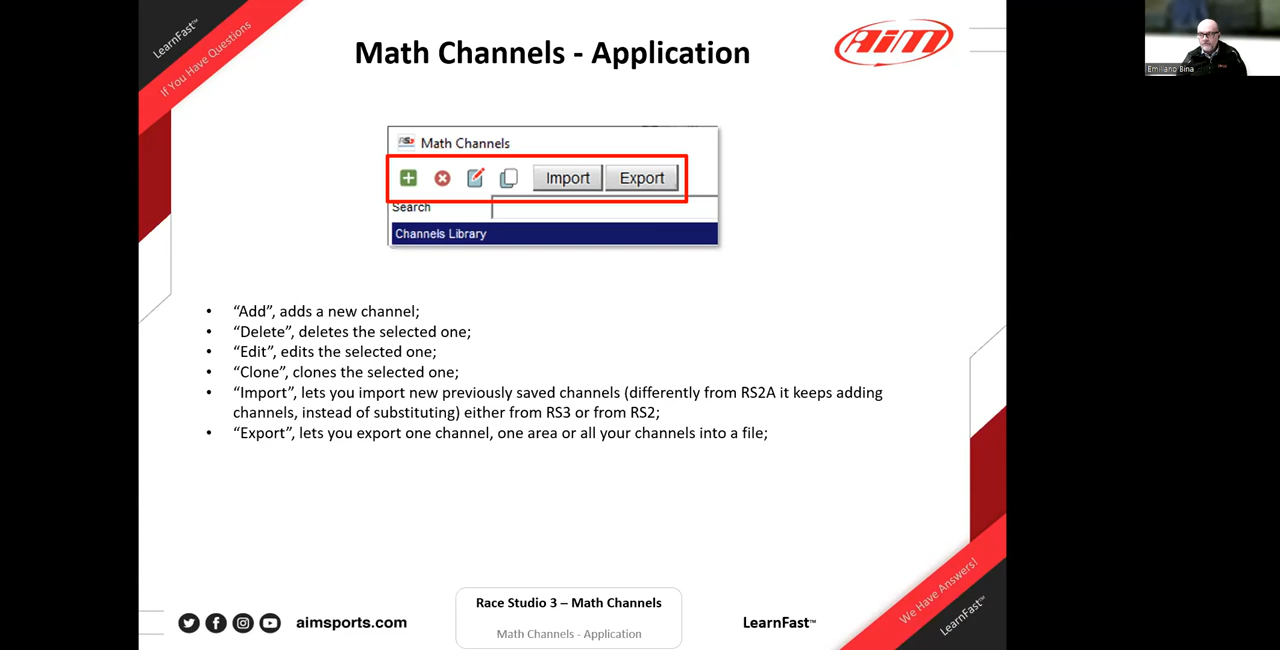 LearnFast™
If You Have Questions
Math Channels - Application
AiM
Emiliano Bina
RS3 Math Channels
Import Export
Search
Channels Library
• “Add”, adds a new channel;
• “Delete”, deletes the selected one;
• “Edit”, edits the selected one;
• “Clone”, clones the selected one;
• “Import”, lets you import new previously saved channels (differently from RS2A it keeps adding
channels, instead of substituting) either from RS3 or from RS2;
• “Export”, lets you export one channel, one area or all your channels into a file;
We Have Answers!
LearnFast™
Race Studio 3 – Math Channels
Math Channels - Application
aimsports.com
LearnFast™